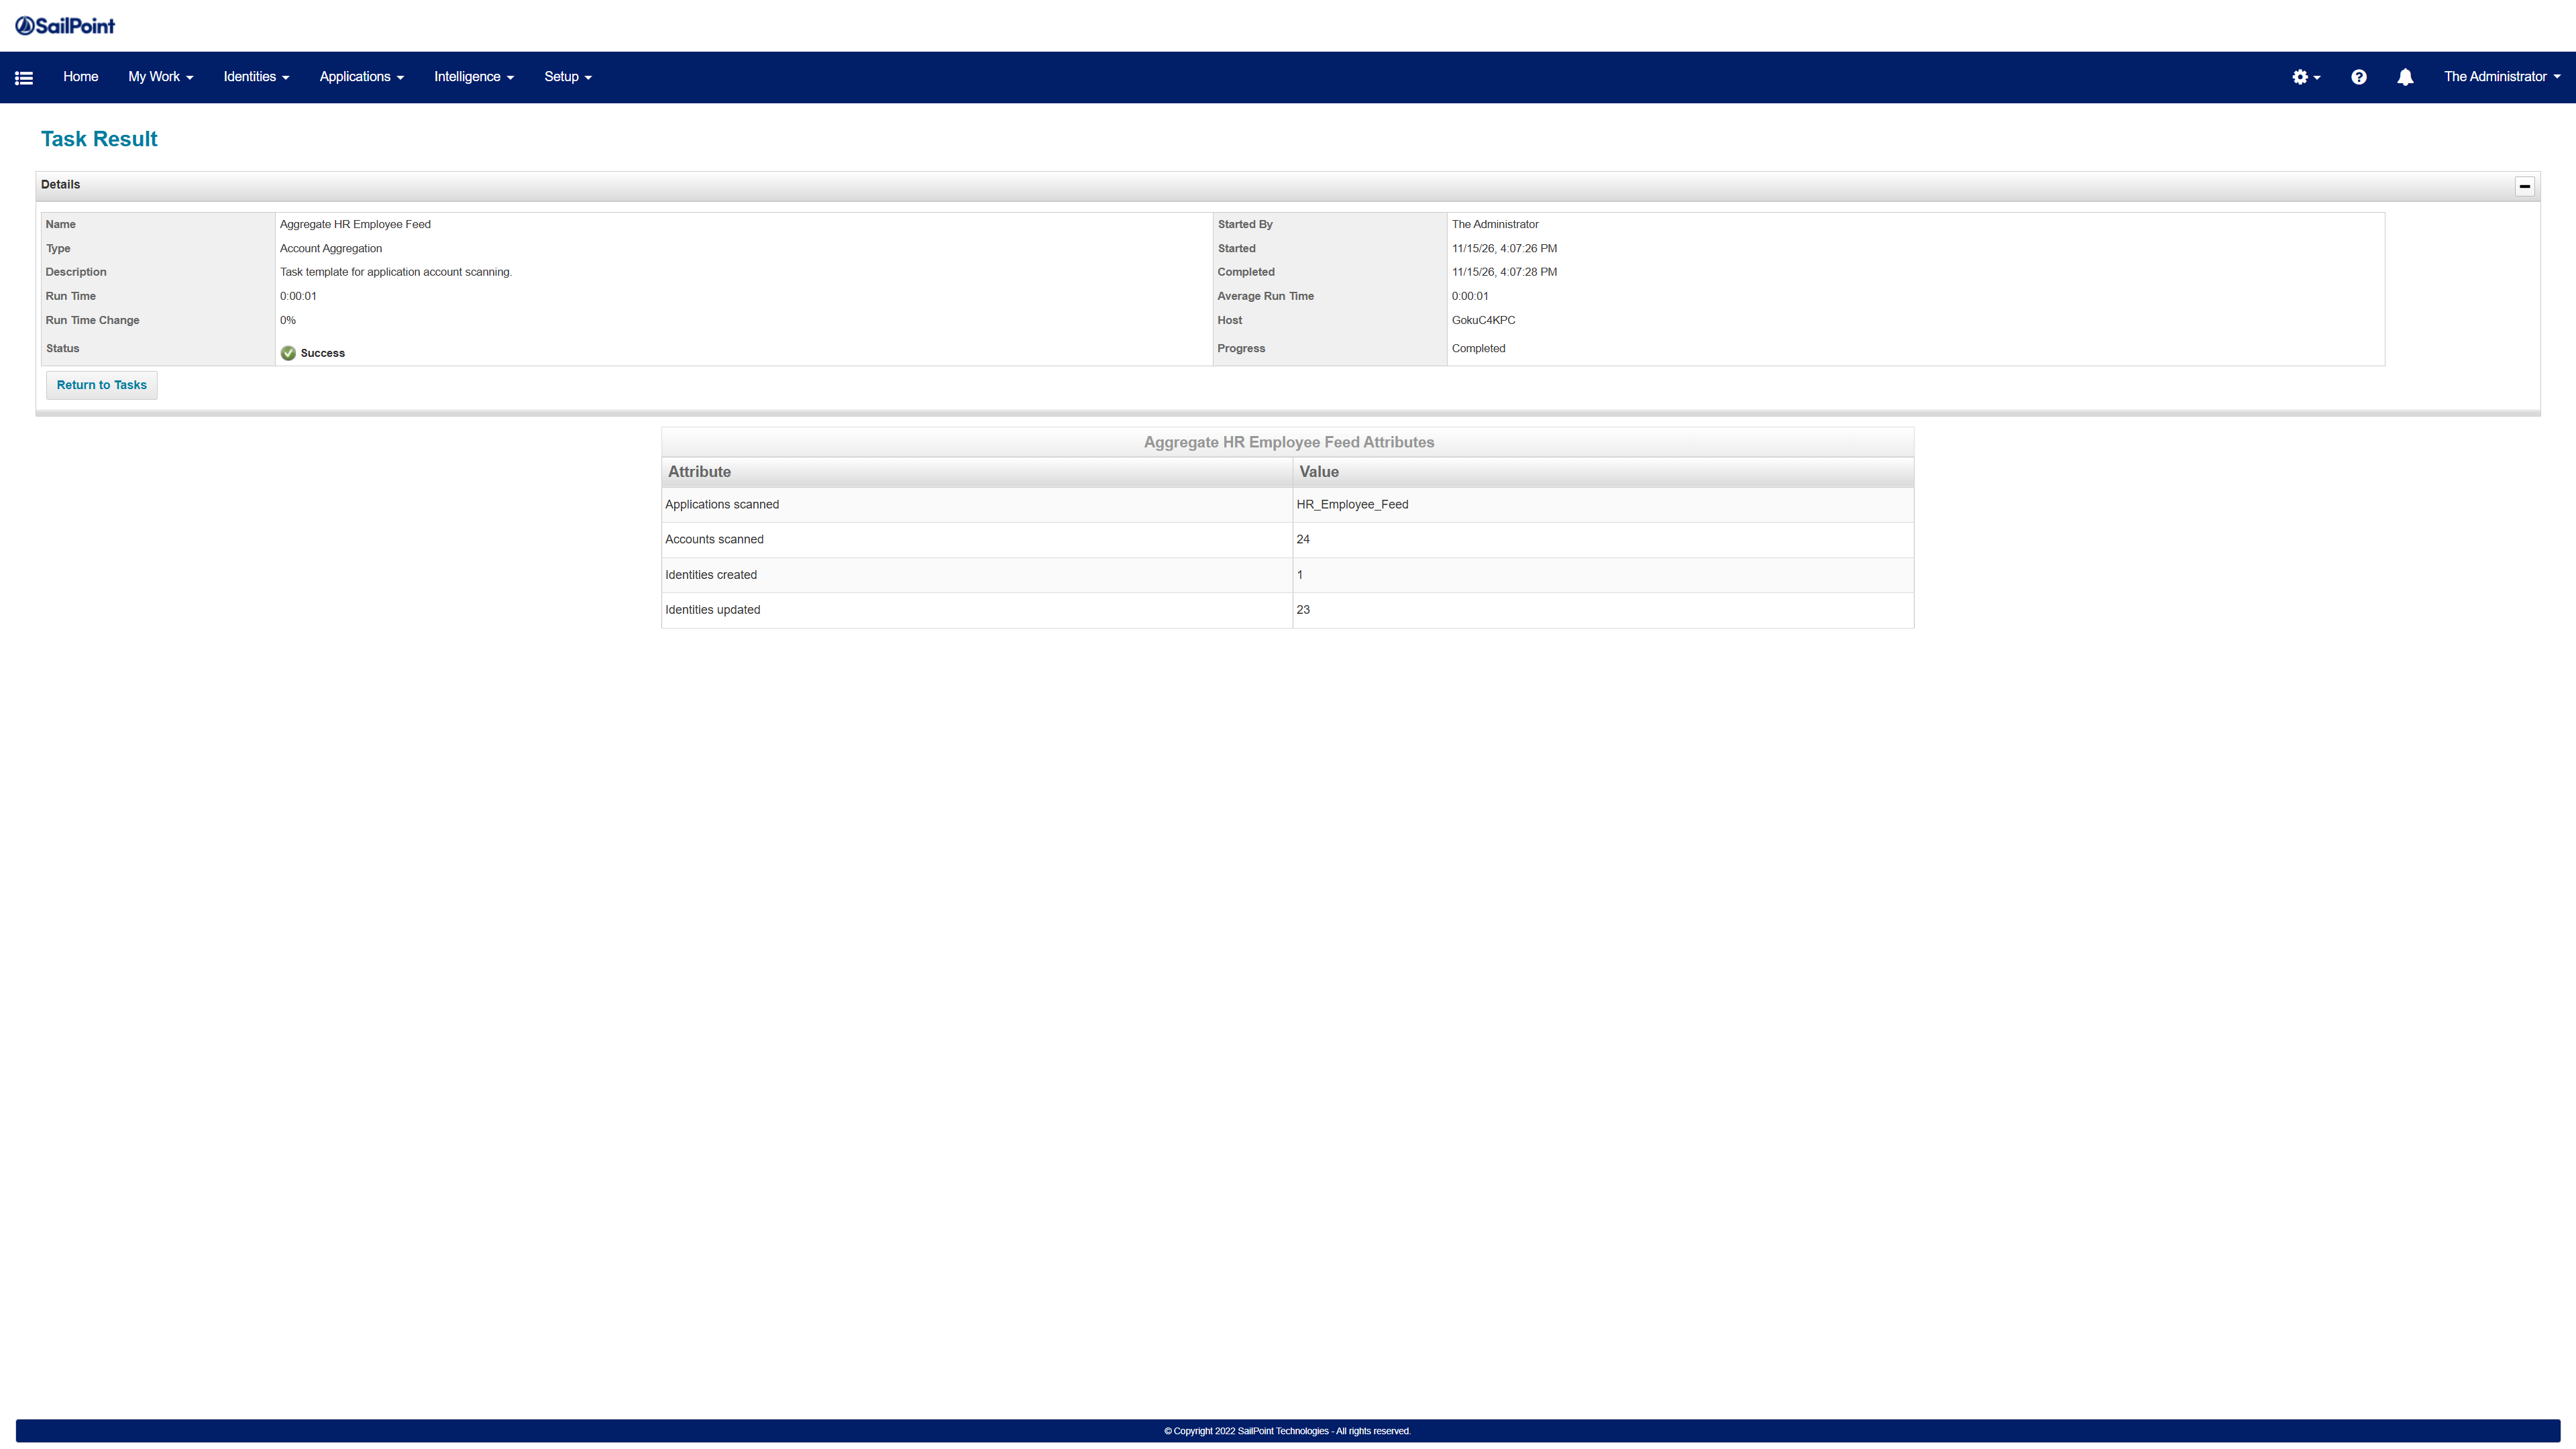 SailPoint
Home My Work Identities Applications Intelligence Setup The Administrator
Task Result
Details
Name Aggregate HR Employee Feed Started By The Administrator
Type Account Aggregation Started 11/15/26, 4:07:26 PM
Description Task template for application account scanning. Completed 11/15/26, 4:07:28 PM
Run Time 0:00:01 Average Run Time 0:00:01
Run Time Change 0% Host GokuC4KPC
Status Success Progress Completed
Return to Tasks
Aggregate HR Employee Feed Attributes
Attribute Value
Applications scanned HR_Employee_Feed
Accounts scanned 24
Identities created 1
Identities updated 23
© Copyright 2022 SailPoint Technologies - All rights reserved.